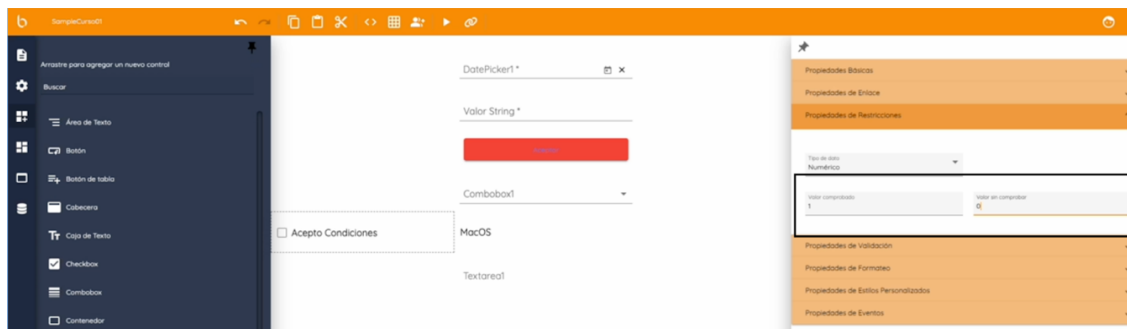 SampleCurso01
Arrastre para agregar un nuevo control
Buscar
Área de Texto
Botón
Botón de tabla
Cabecera
Caja de Texto
Checkbox
Combobox
Contenedor
DatePicker1 *
Valor String *
Combobox1
Acepto Condiciones
MacOS
Textarea1
Propiedades Básicas
Propiedades de Enlace
Propiedades de Restricciones
Tipo de dato
Numérico
Valor comprobado
1
Valor sin comprobar
0
Propiedades de Validación
Propiedades de Formateo
Propiedades de Estilos Personalizados
Propiedades de Eventos